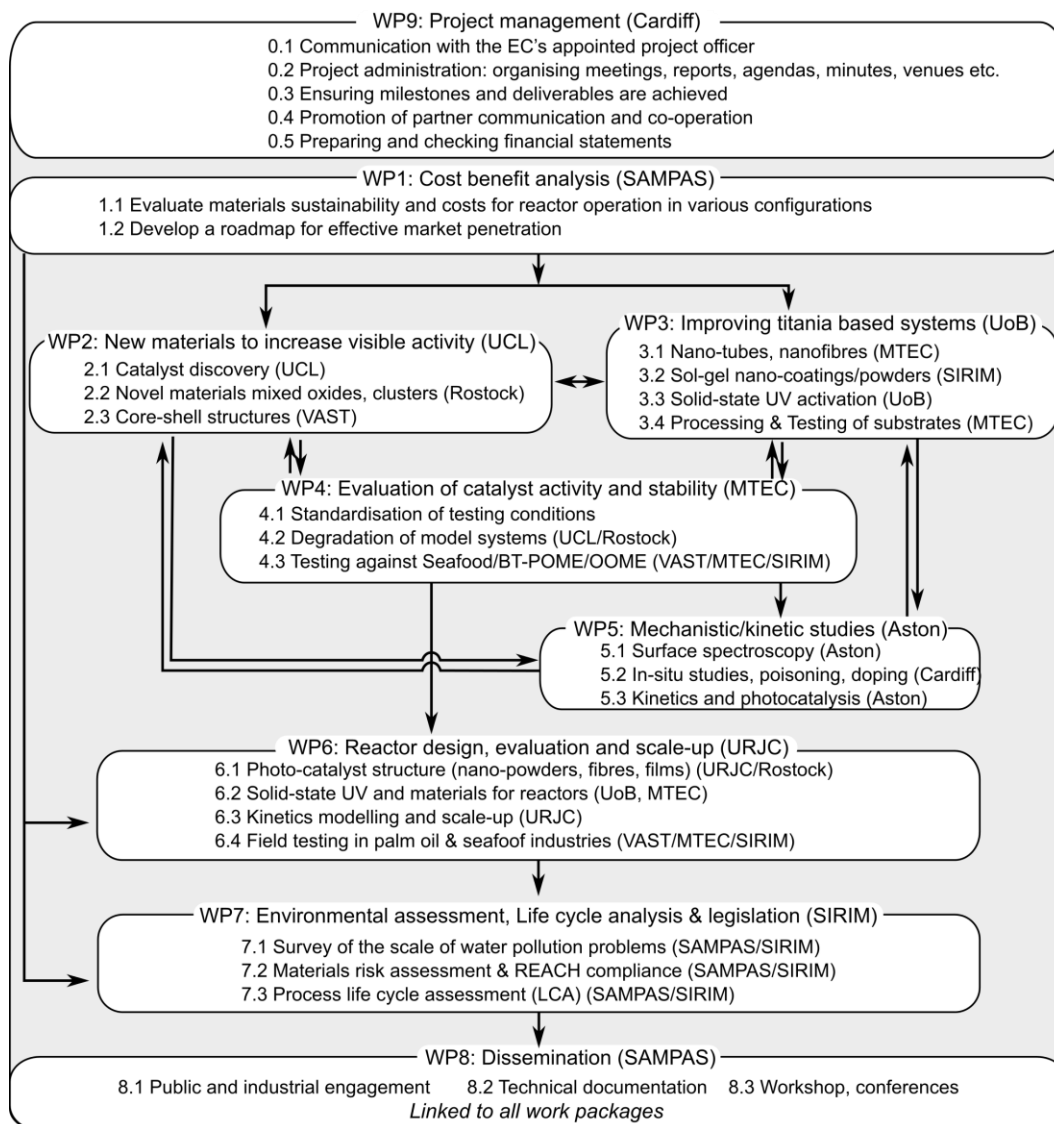 WP9: Project management (Cardiff)
0.1 Communication with the EC's appointed project officer
0.2 Project administration: organising meetings, reports, agendas, minutes, venues etc.
0.3 Ensuring milestones and deliverables are achieved
0.4 Promotion of partner communication and co-operation
0.5 Preparing and checking financial statements
WP1: Cost benefit analysis (SAMPAS)
1.1 Evaluate materials sustainability and costs for reactor operation in various configurations
1.2 Develop a roadmap for effective market penetration
WP2: New materials to increase visible activity (UCL)
2.1 Catalyst discovery (UCL)
2.2 Novel materials mixed oxides, clusters (Rostock)
2.3 Core-shell structures (VAST)
WP3: Improving titania based systems (UoB)
3.1 Nano-tubes, nanofibres (MTEC)
3.2 Sol-gel nano-coatings/powders (SIRIM)
3.3 Solid-state UV activation (UoB)
3.4 Processing & Testing of substrates (MTEC)
WP4: Evaluation of catalyst activity and stability (MTEC)
4.1 Standardisation of testing conditions
4.2 Degradation of model systems (UCL/Rostock)
4.3 Testing against Seafood/BT-POME/OOME (VAST/MTEC/SIRIM)
WP5: Mechanistic/kinetic studies (Aston)
5.1 Surface spectroscopy (Aston)
5.2 In-situ studies, poisoning, doping (Cardiff)
5.3 Kinetics and photocatalysis (Aston)
WP6: Reactor design, evaluation and scale-up (URJC)
6.1 Photo-catalyst structure (nano-powders, fibres, films) (URJC/Rostock)
6.2 Solid-state UV and materials for reactors (UoB, MTEC)
6.3 Kinetics modelling and scale-up (URJC)
6.4 Field testing in palm oil & seafoof industries (VAST/MTEC/SIRIM)
WP7: Environmental assessment, Life cycle analysis & legislation (SIRIM)
7.1 Survey of the scale of water pollution problems (SAMPAS/SIRIM)
7.2 Materials risk assessment & REACH compliance (SAMPAS/SIRIM)
7.3 Process life cycle assessment (LCA) (SAMPAS/SIRIM)
WP8: Dissemination (SAMPAS)
8.1 Public and industrial engagement 8.2 Technical documentation 8.3 Workshop, conferences
Linked to all work packages